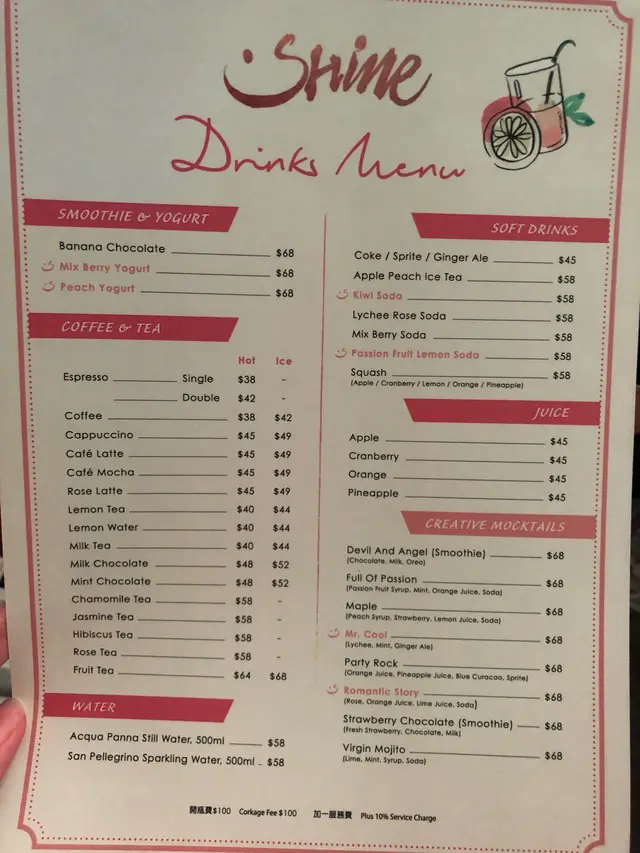 SHINE
Drinks Menu
SMOOTHIE & YOGURT
Banana Chocolate $68
Mix Berry Yogurt $68
Peach Yogurt $68
COFFEE & TEA
Hot Ice
Espresso Single $38 -
Double $42 -
Coffee $38 $42
Cappuccino $45 $49
Café Latte $45 $49
Café Mocha $45 $49
Rose Latte $45 $49
Lemon Tea $40 $44
Lemon Water $40 $44
Milk Tea $40 $44
Milk Chocolate $48 $52
Mint Chocolate $48 $52
Chamomile Tea $58 -
Jasmine Tea $58 -
Hibiscus Tea $58 -
Rose Tea $58 -
Fruit Tea $64 $68
WATER
Acqua Panna Still Water, 500ml $58
San Pellegrino Sparkling Water, 500ml $58
SOFT DRINKS
Coke / Sprite / Ginger Ale $45
Apple Peach Ice Tea $58
Kiwi Soda $58
Lychee Rose Soda $58
Mix Berry Soda $58
Passion Fruit Lemon Soda $58
Squash $58
(Apple / Cranberry / Lemon / Orange / Pineapple)
JUICE
Apple $45
Cranberry $45
Orange $45
Pineapple $45
CREATIVE MOCKTAILS
Devil And Angel (Smoothie) $68
(Chocolate, Milk, Oreo)
Full Of Passion $68
(Passion Fruit Syrup, Mint, Orange Juice, Soda)
Maple $68
(Peach Syrup, Strawberry, Lemon Juice, Soda)
Mr. Cool $68
(Lychee, Mint, Ginger Ale)
Party Rock $68
(Orange Juice, Pineapple Juice, Blue Curacao, Sprite)
Romantic Story $68
(Rose, Orange Juice, Lime Juice, Soda)
Strawberry Chocolate (Smoothie) $68
(Fresh Strawberry, Chocolate, Milk)
Virgin Mojito $68
(Lime, Mint, Syrup, Soda)
開瓶費$100 Corkage Fee $100 加一服務費 Plus 10% Service Charge